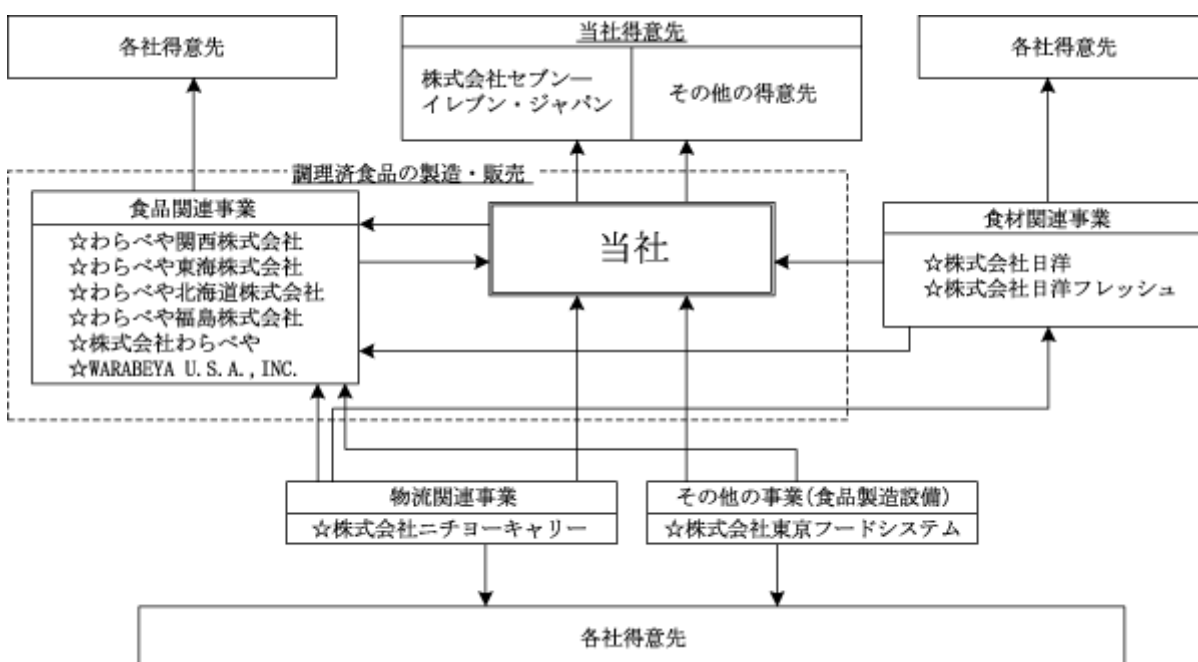 各社得意先
当社得意先
株式会社セブン―
イレブン・ジャパン
その他の得意先
各社得意先
調理済食品の製造・販売
食品関連事業
☆わらべや関西株式会社
☆わらべや東海株式会社
☆わらべや北海道株式会社
☆わらべや福島株式会社
☆株式会社わらべや
☆WARABEYA U.S.A.,INC.
当社
食材関連事業
☆株式会社日洋
☆株式会社日洋フレッシュ
物流関連事業
☆株式会社ニチヨーキャリー
その他の事業(食品製造設備)
☆株式会社東京フードシステム
各社得意先